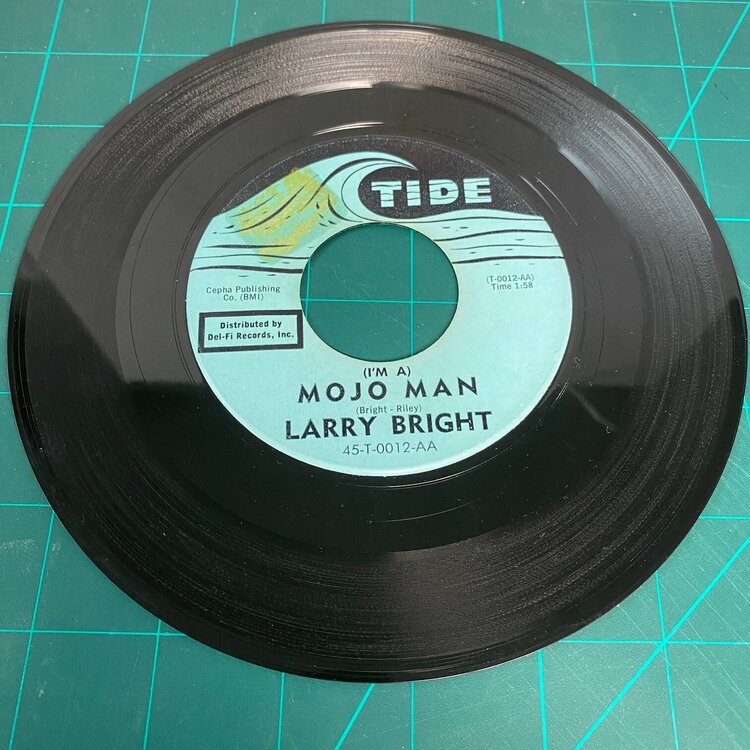 TIDE
Cepha Publishing
Co. (BMI)
(T-0012-AA)
Time 1:58
Distributed by
Del-Fi Records, Inc.
(I'M A)
MOJO MAN
(Bright - Riley)
LARRY BRIGHT
45-T-0012-AA